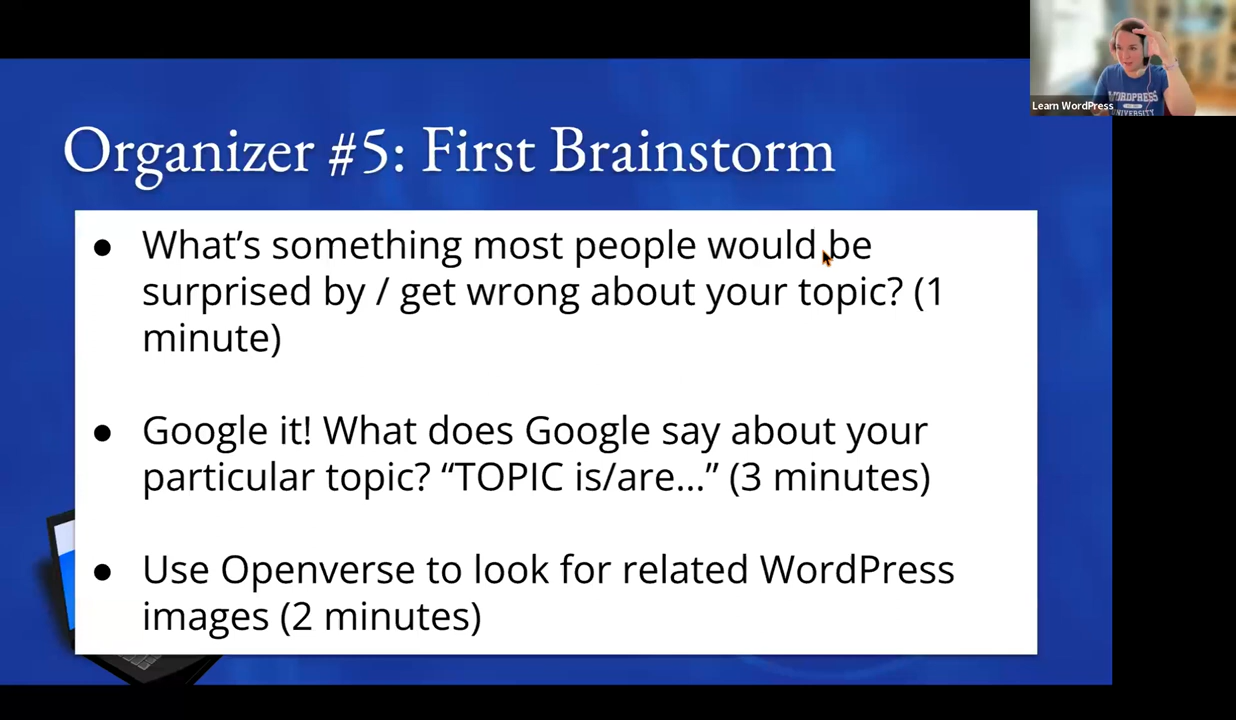 Organizer #5: First Brainstorm
● What’s something most people would be
surprised by / get wrong about your topic? (1
minute)
● Google it! What does Google say about your
particular topic? “TOPIC is/are...” (3 minutes)
● Use Openverse to look for related WordPress
images (2 minutes)
WORDPRESS
UNIVERSITY
Learn WordPress